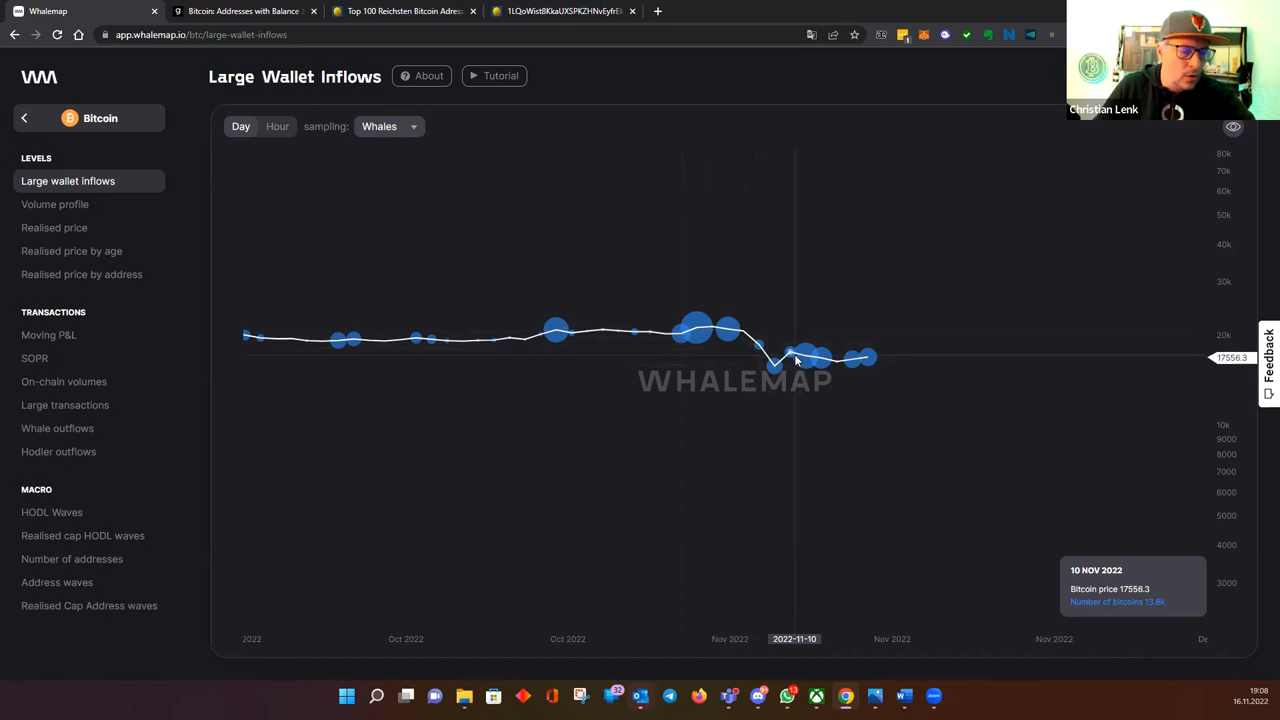 Whalemap
Bitcoin: Addresses with Balance
Top 100 Reichsten Bitcoin Adress
1LQoWist8KkaUXSPKZHNvEyfrEk
app.whalemap.io/btc/large-wallet-inflows
Christian Lenk
Large Wallet Inflows
About
Tutorial
Bitcoin
Day
Hour
sampling:
Whales
LEVELS
Large wallet inflows
Volume profile
Realised price
Realised price by age
Realised price by address
TRANSACTIONS
Moving P&L
SOPR
On-chain volumes
Large transactions
Whale outflows
Hodler outflows
MACRO
HODL Waves
Realised cap HODL waves
Number of addresses
Address waves
Realised Cap Address waves
80k
70k
60k
50k
40k
30k
20k
17556.3
10k
9000
8000
7000
6000
5000
4000
3000
WHALEMAP
Feedback
10 NOV 2022
Bitcoin price 17556.3
Number of bitcoins 13.6k
2022
Oct 2022
Oct 2022
Nov 2022
2022-11-10
Nov 2022
Nov 2022
De
32
13
19:08
16.11.2022